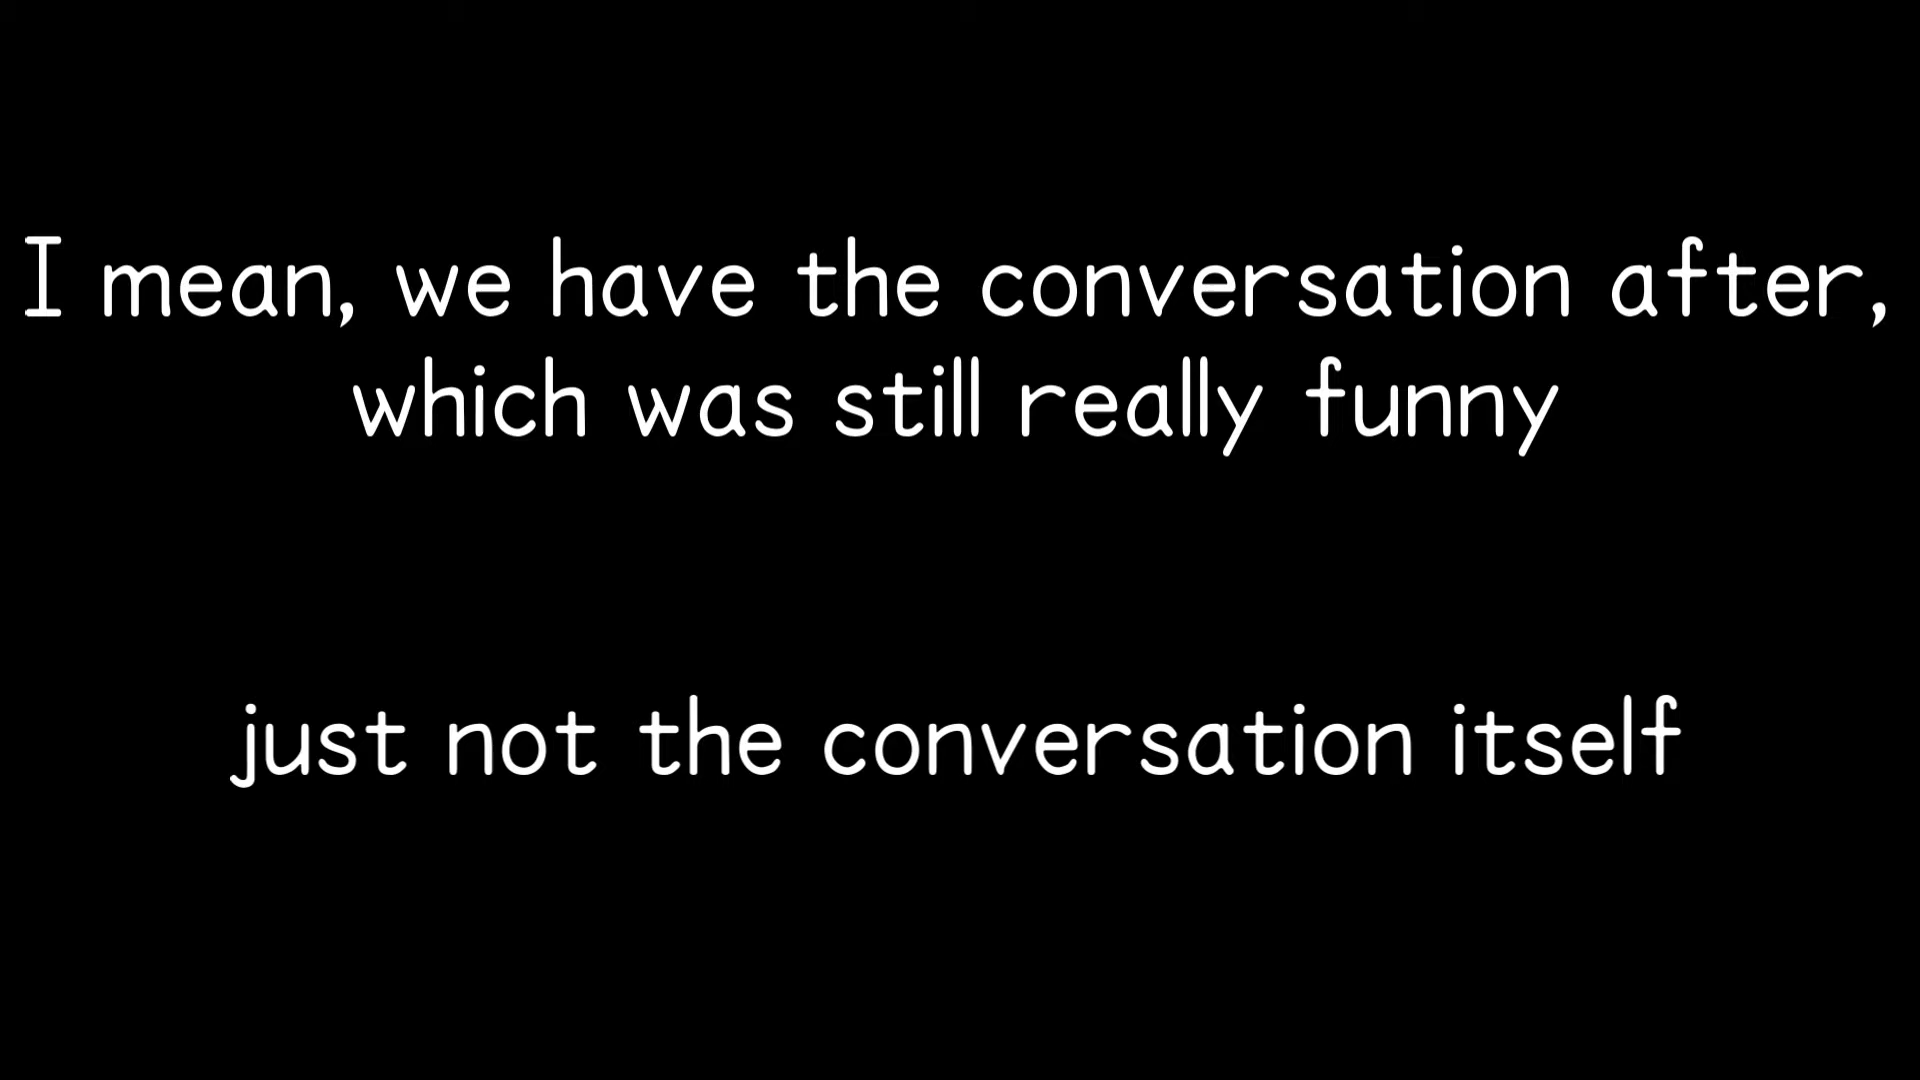 I mean, we have the conversation after,
which was still really funny
just not the conversation itself